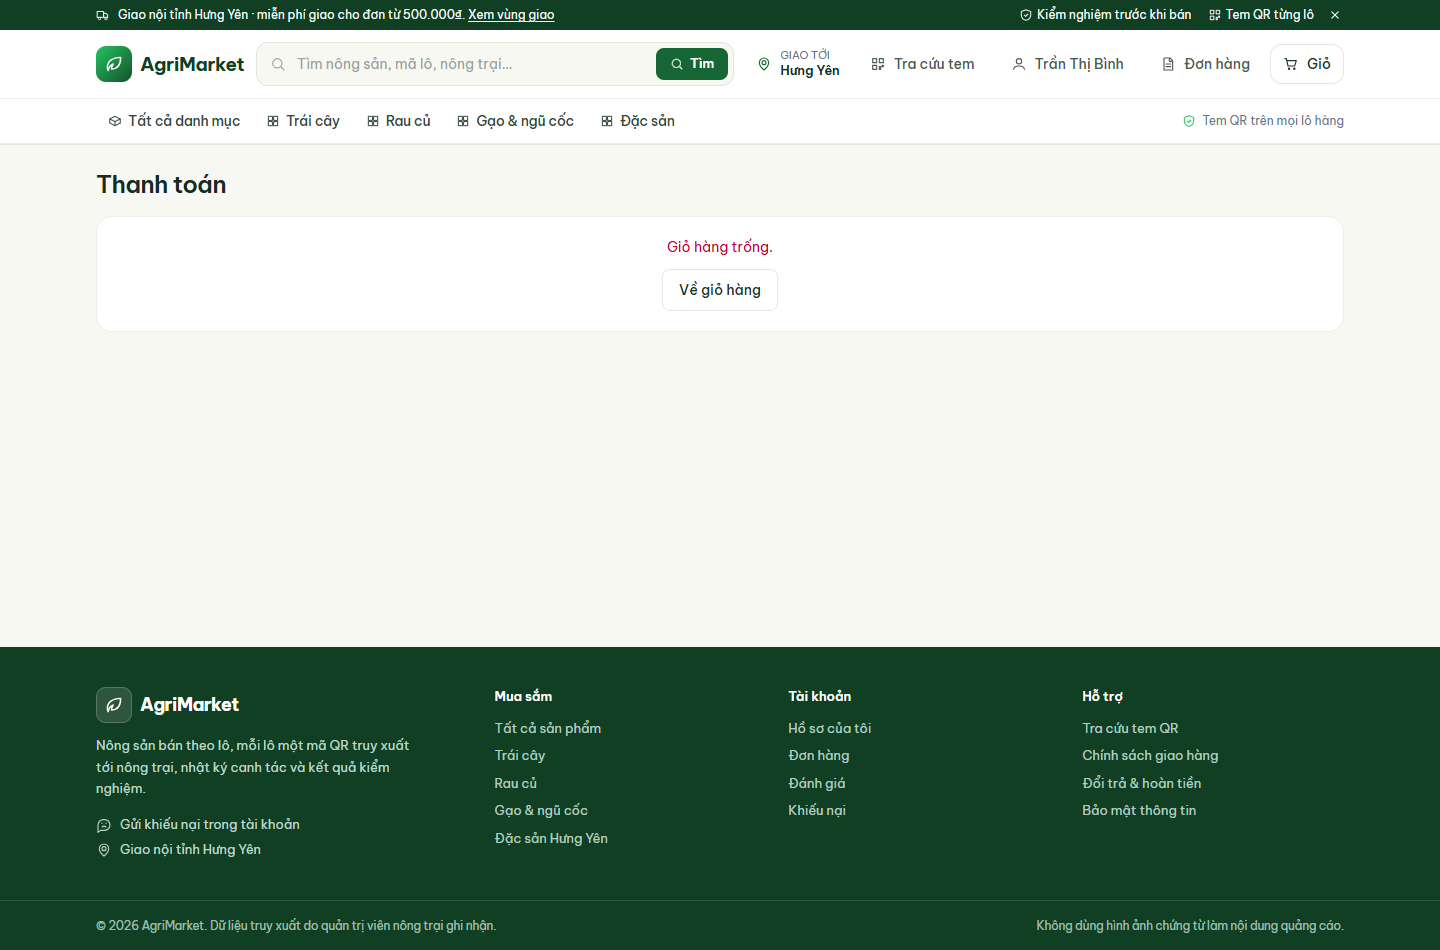 Giao nội tỉnh Hưng Yên · miễn phí giao cho đơn từ 500.000₫. Xem vùng giao
Kiểm nghiệm trước khi bán
Tem QR từng lô
AgriMarket
Tìm nông sản, mã lô, nông trại...
Tìm
GIAO TỚI
Hưng Yên
Tra cứu tem
Trần Thị Bình
Đơn hàng
Giỏ
Tất cả danh mục
Trái cây
Rau củ
Gạo & ngũ cốc
Đặc sản
Tem QR trên mọi lô hàng
Thanh toán
Giỏ hàng trống.
Về giỏ hàng
AgriMarket
Nông sản bán theo lô, mỗi lô một mã QR truy xuất
tới nông trại, nhật ký canh tác và kết quả kiểm
nghiệm.
Gửi khiếu nại trong tài khoản
Giao nội tỉnh Hưng Yên
Mua sắm
Tất cả sản phẩm
Trái cây
Rau củ
Gạo & ngũ cốc
Đặc sản Hưng Yên
Tài khoản
Hồ sơ của tôi
Đơn hàng
Đánh giá
Khiếu nại
Hỗ trợ
Tra cứu tem QR
Chính sách giao hàng
Đổi trả & hoàn tiền
Bảo mật thông tin
© 2026 AgriMarket. Dữ liệu truy xuất do quản trị viên nông trại ghi nhận.
Không dùng hình ảnh chứng từ làm nội dung quảng cáo.